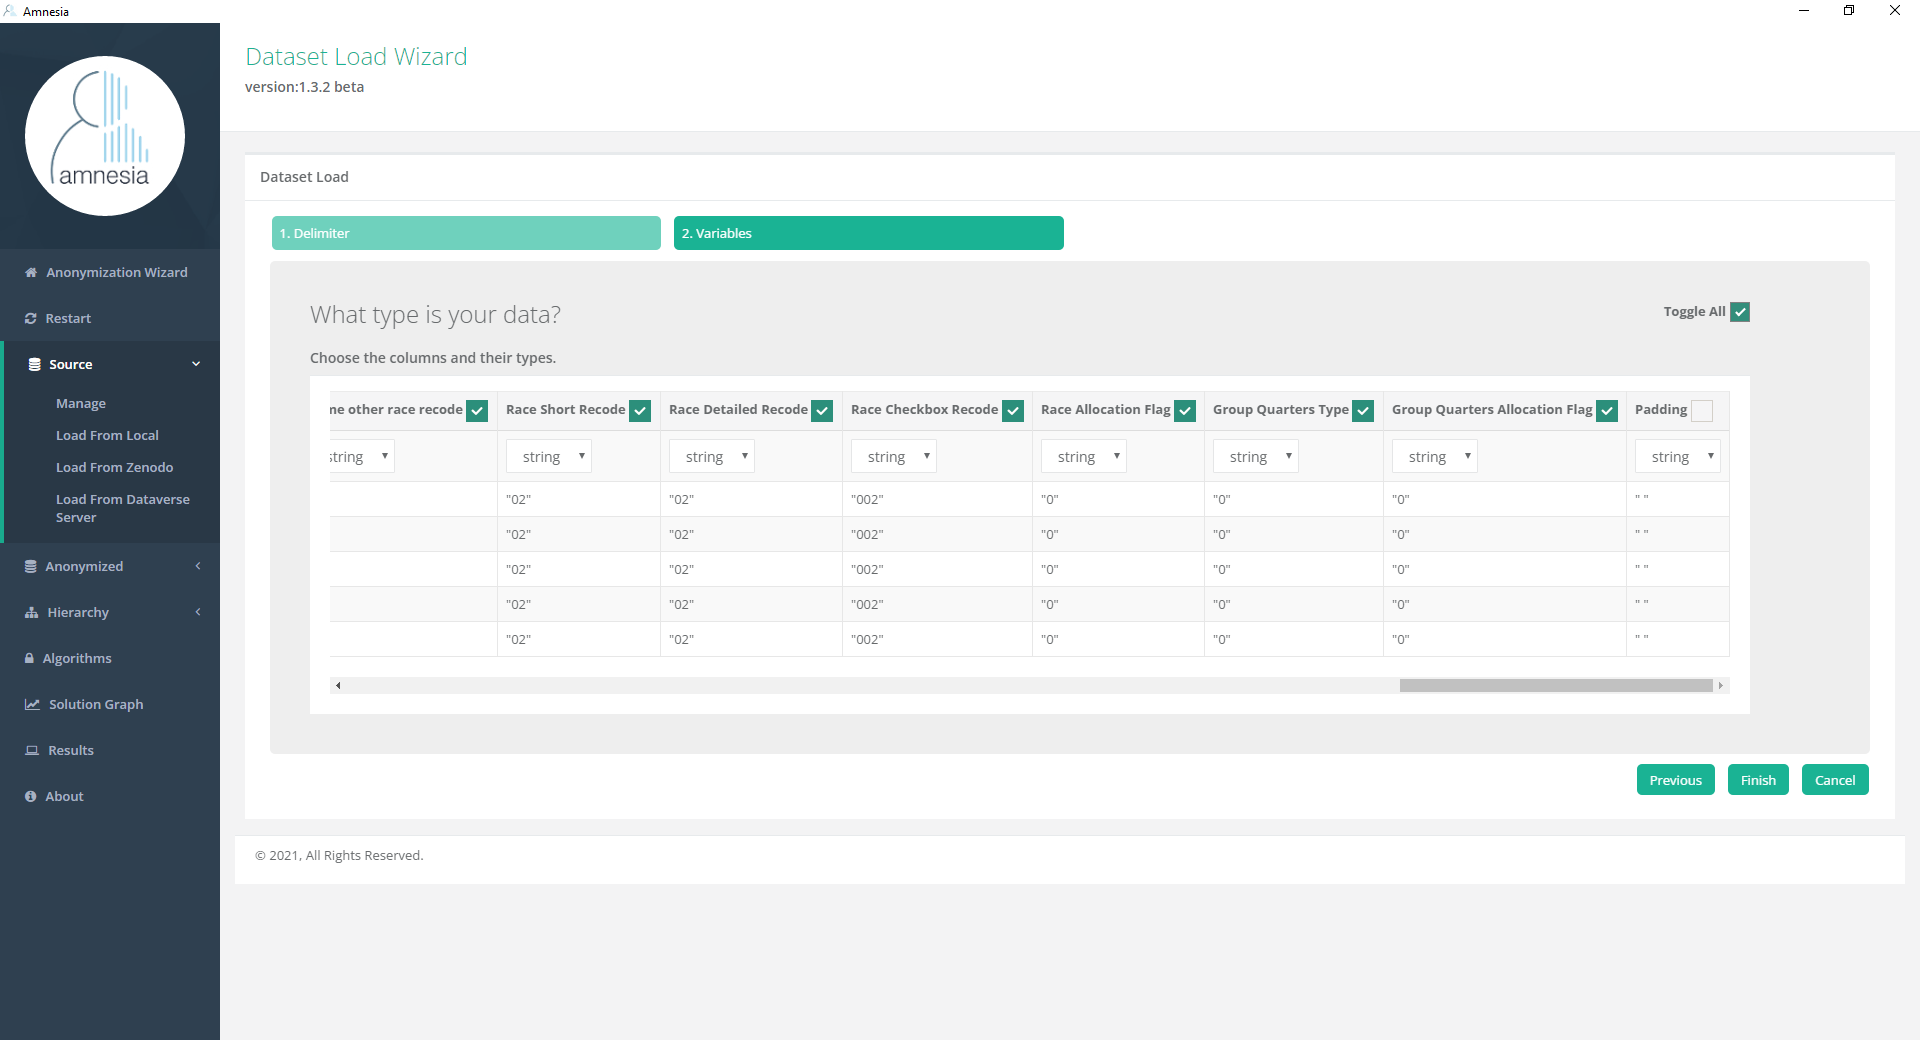 Amnesia
amnesia
Anonymization Wizard
Restart
Source
Manage
Load From Local
Load From Zenodo
Load From Dataverse
Server
Anonymized
Hierarchy
Algorithms
Solution Graph
Results
About
Dataset Load Wizard
version:1.3.2 beta
Dataset Load
1. Delimiter
2. Variables
What type is your data?
Toggle All
Choose the columns and their types.
ne other race recode Race Short Recode Race Detailed Recode Race Checkbox Recode Race Allocation Flag Group Quarters Type Group Quarters Allocation Flag Padding
string string string string string string string string
"02" "02" "002" "0" "0" "0" " "
"02" "02" "002" "0" "0" "0" " "
"02" "02" "002" "0" "0" "0" " "
"02" "02" "002" "0" "0" "0" " "
"02" "02" "002" "0" "0" "0" " "
Previous Finish Cancel
© 2021, All Rights Reserved.